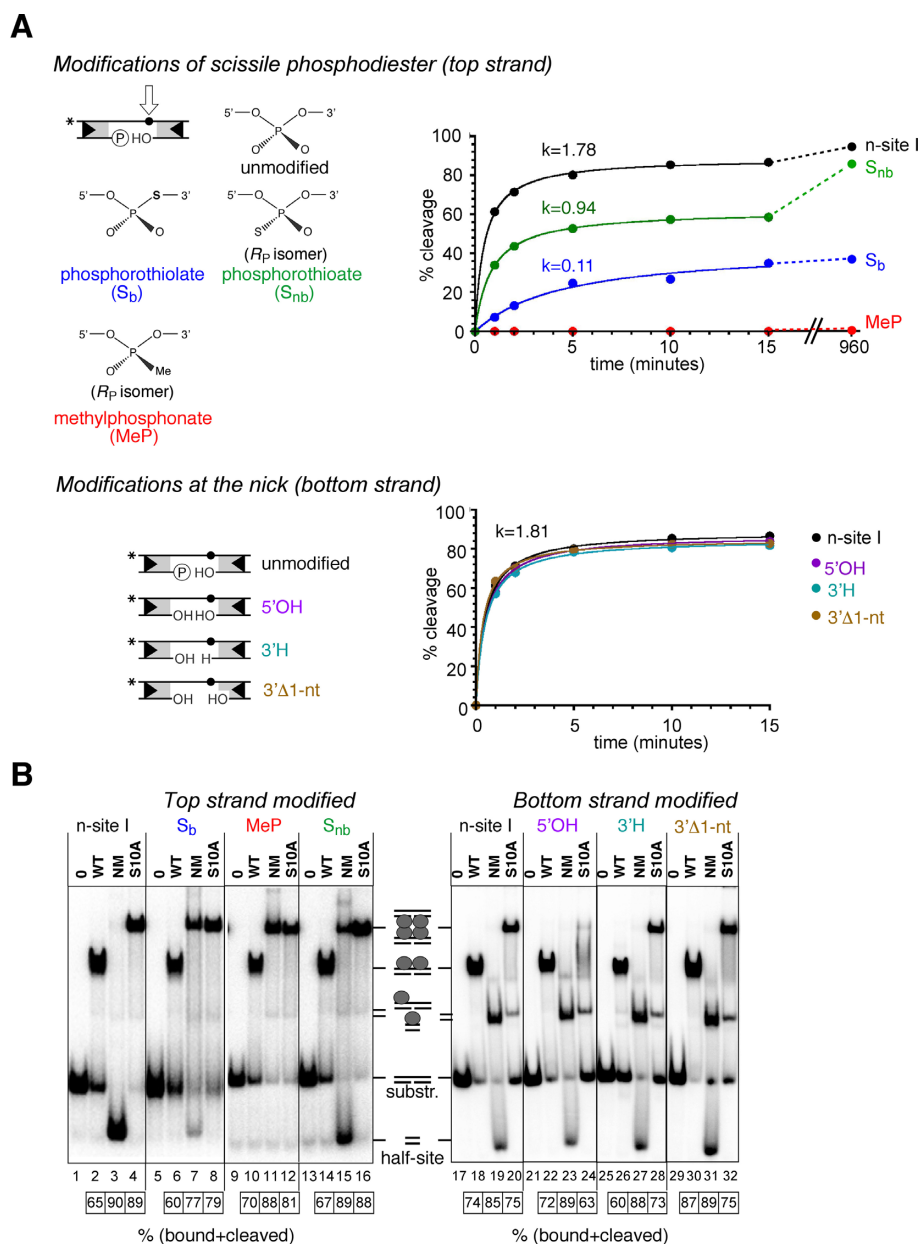 A
Modifications of scissile phosphodiester (top strand)
* P HO
5' O O 3' P O O
unmodified
5' O S 3' P O O
phosphorothiolate
(Sb)
5' O O 3' P S O
(RP isomer)
phosphorothioate
(Snb)
5' O O 3' P O Me
(RP isomer)
methylphosphonate
(MeP)
% cleavage
80
60
40
20
0
k=1.78
k=0.94
k=0.11
n-site I
Snb
Sb
MeP
0 5 10 15 960
time (minutes)
Modifications at the nick (bottom strand)
* P HO unmodified
* OH HO 5'OH
* OH H 3'H
* OH HO 3'Δ1-nt
% cleavage
100
80
60
40
20
0
k=1.81
0 5 10 15
time (minutes)
n-site I
5'OH
3'H
3'Δ1-nt
B
Top strand modified
Bottom strand modified
n-site I Sb MeP Snb n-site I 5'OH 3'H 3'Δ1-nt
0 WT NM S10A 0 WT NM S10A 0 WT NM S10A 0 WT NM S10A 0 WT NM S10A 0 WT NM S10A 0 WT NM S10A 0 WT NM S10A
substr.
half-site
1 2 3 4 5 6 7 8 9 10 11 12 13 14 15 16 17 18 19 20 21 22 23 24 25 26 27 28 29 30 31 32
65 90 89 60 77 79 70 88 81 67 89 88 74 85 75 72 89 63 60 88 73 87 89 75
% (bound+cleaved)